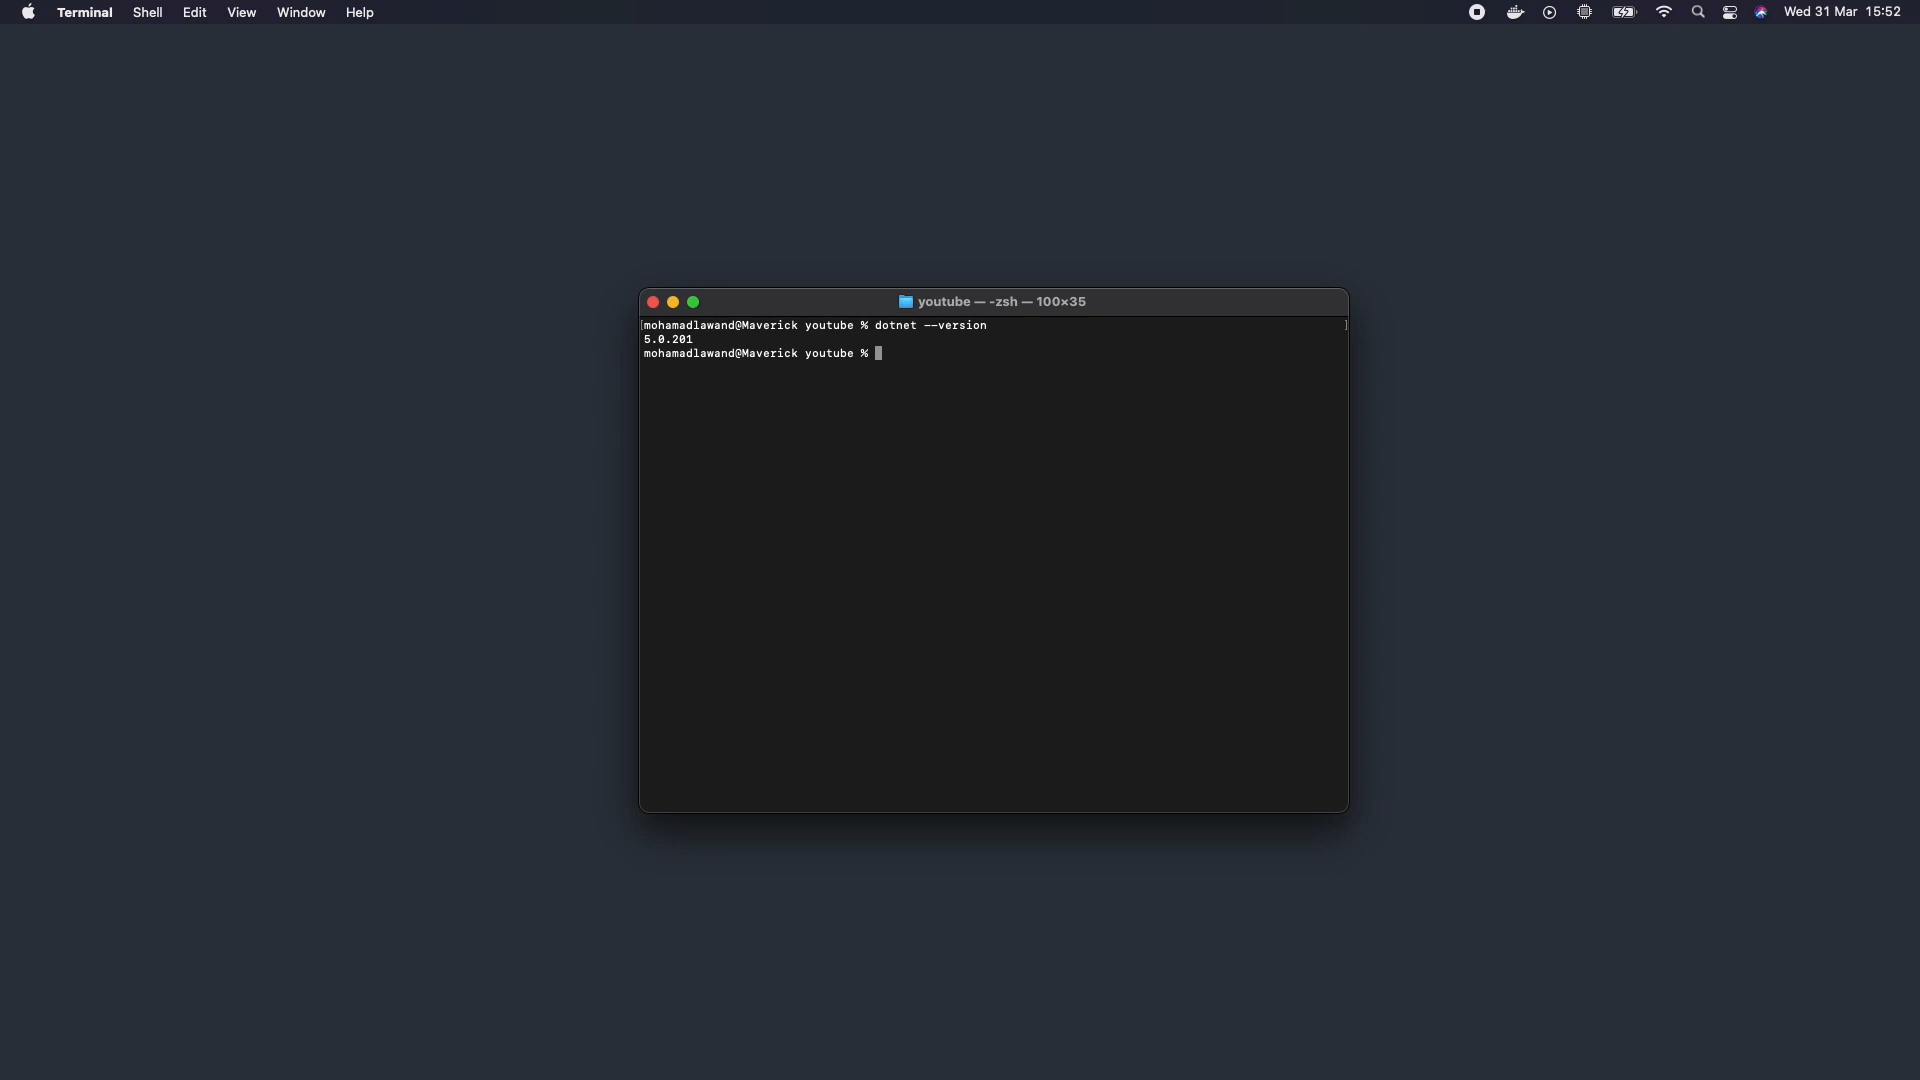 Terminal Shell Edit View Window Help Wed 31 Mar 15:52
youtube — -zsh — 100×35
[mohamadlawand@Maverick youtube % dotnet --version ]
5.0.201
mohamadlawand@Maverick youtube %